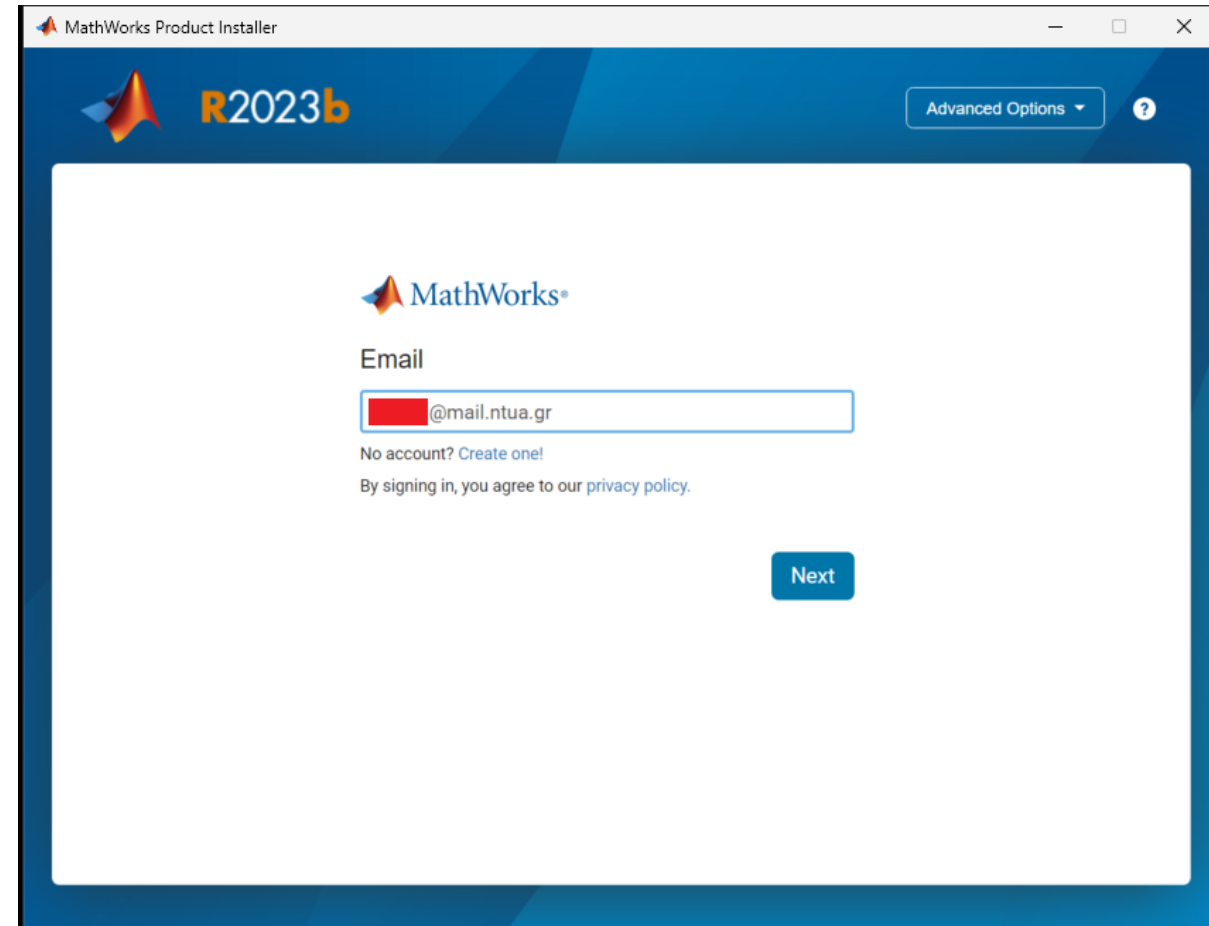 MathWorks Product Installer
R2023b
Advanced Options
?
MathWorks®
Email
@mail.ntua.gr
No account? Create one!
By signing in, you agree to our privacy policy.
Next